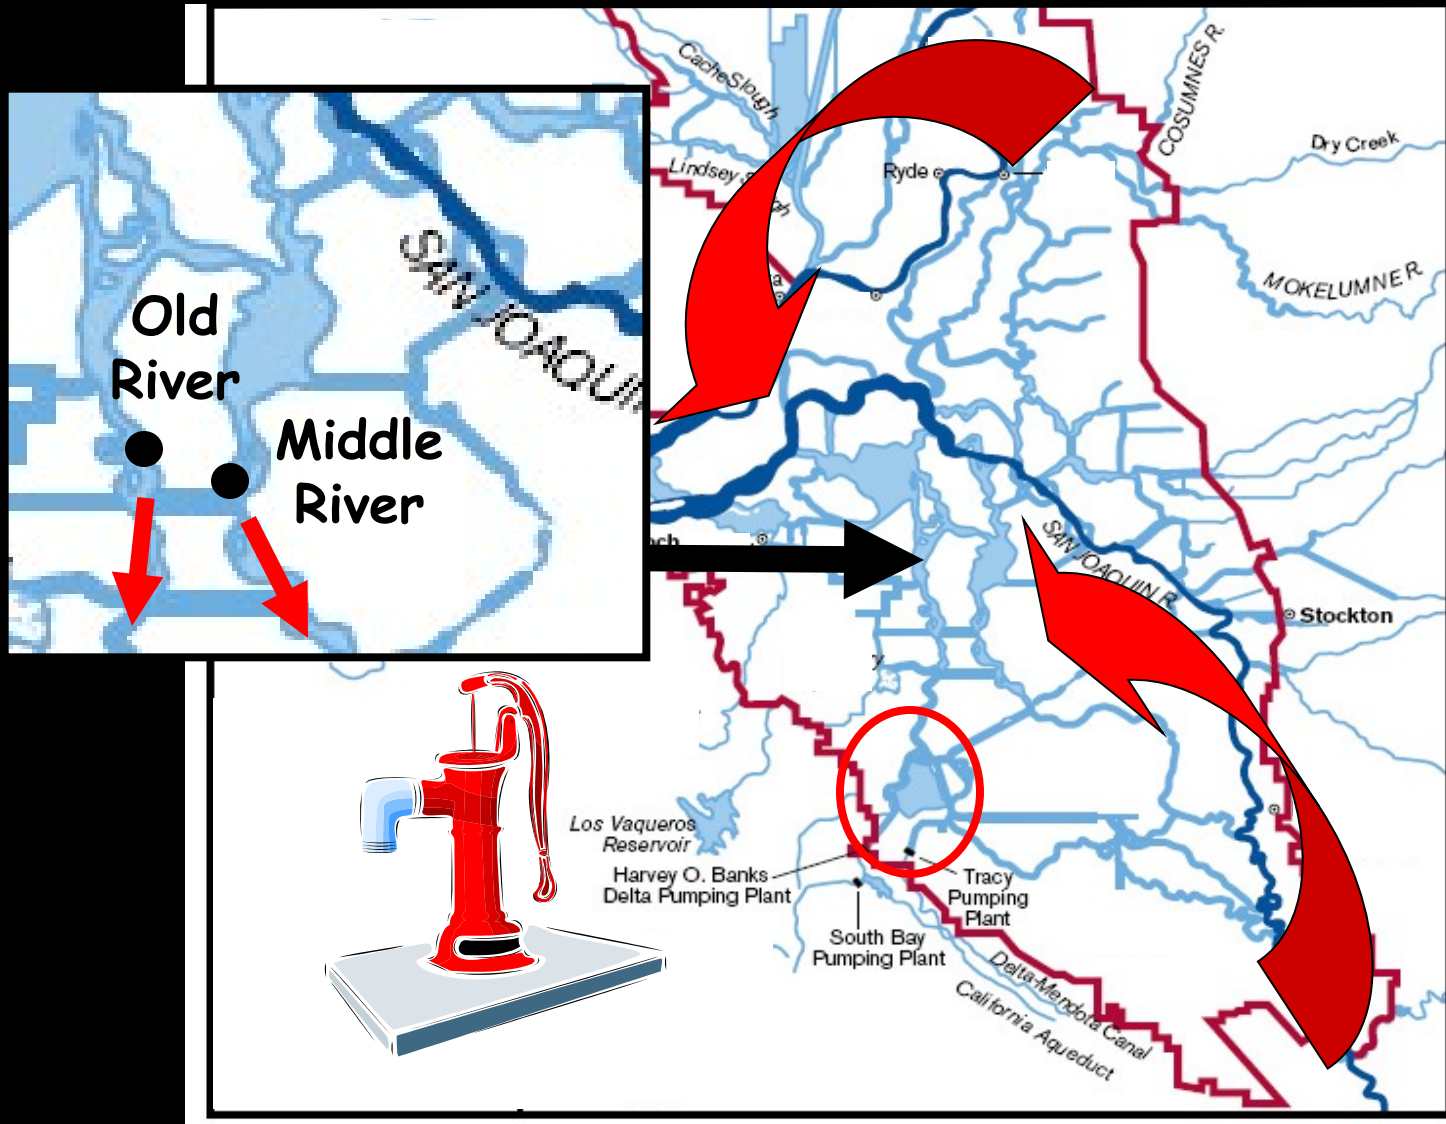 Cache Slough
COSUMNES R.
Dry Creek
Lindsey
Ryde
MOKELUMNE R.
SAN JOAQUIN
Old
River
Middle
River
SAN JOAQUIN R.
Stockton
Los Vaqueros
Reservoir
Harvey O. Banks
Delta Pumping Plant
Tracy
Pumping
Plant
South Bay
Pumping Plant
Delta-Mendota Canal
California Aqueduct